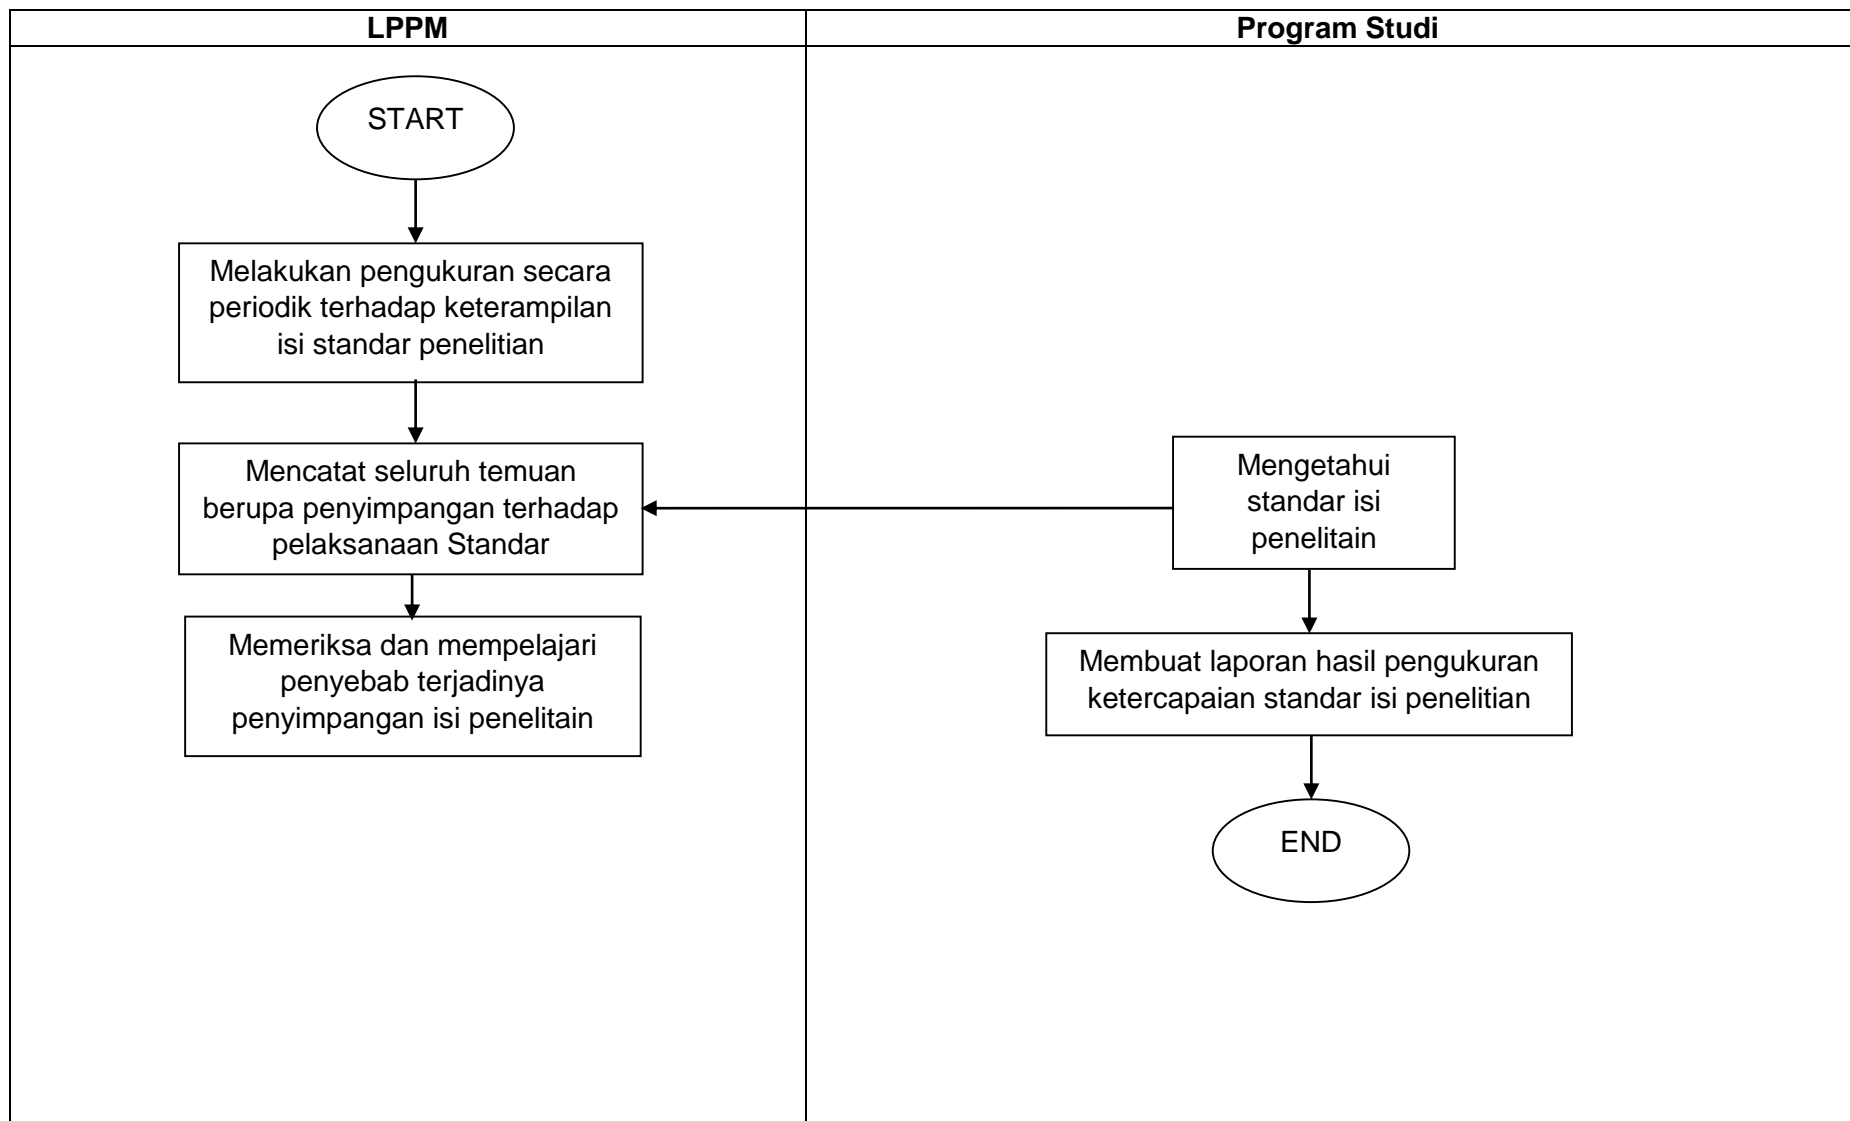 LPPM
Program Studi
START
Melakukan pengukuran secara
periodik terhadap keterampilan
isi standar penelitian
Mencatat seluruh temuan
berupa penyimpangan terhadap
pelaksanaan Standar
Memeriksa dan mempelajari
penyebab terjadinya
penyimpangan isi penelitain
Mengetahui
standar isi
penelitain
Membuat laporan hasil pengukuran
ketercapaian standar isi penelitian
END